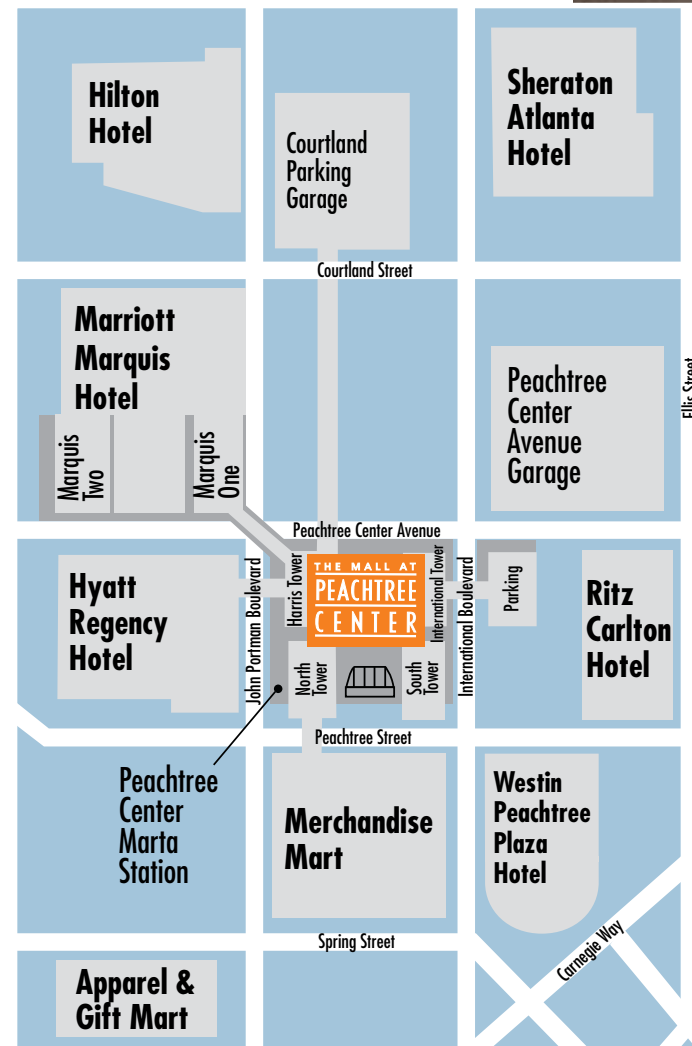 Hilton
Hotel
Courtland
Parking
Garage
Sheraton
Atlanta
Hotel
Courtland Street
Marriott
Marquis
Hotel
Marquis
Two
Marquis
One
Peachtree
Center
Avenue
Garage
Ellis Street
Peachtree Center Avenue
Hyatt
Regency
Hotel
John Portman Boulevard
Harris Tower
THE MALL AT
PEACHTREE
CENTER
International Tower
International Boulevard
Parking
Ritz
Carlton
Hotel
North
Tower
South
Tower
Peachtree Street
Peachtree
Center
Marta
Station
Merchandise
Mart
Westin
Peachtree
Plaza
Hotel
Spring Street
Carnegie Way
Apparel &
Gift Mart